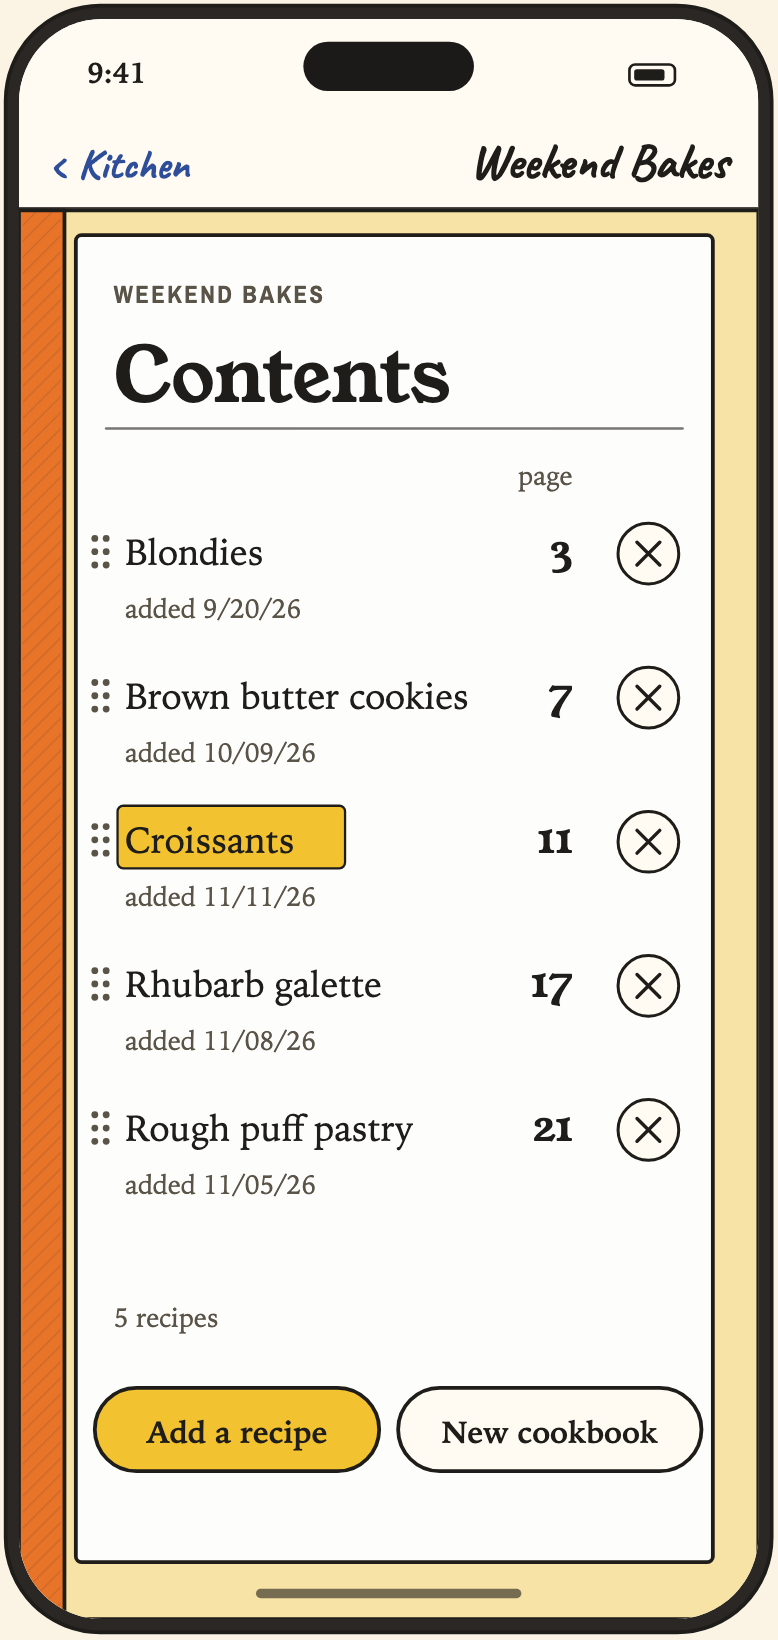 9:41
< Kitchen
Weekend Bakes
WEEKEND BAKES
Contents
page
Blondies 3
added 9/20/26
Brown butter cookies 7
added 10/09/26
Croissants 11
added 11/11/26
Rhubarb galette 17
added 11/08/26
Rough puff pastry 21
added 11/05/26
5 recipes
Add a recipe
New cookbook